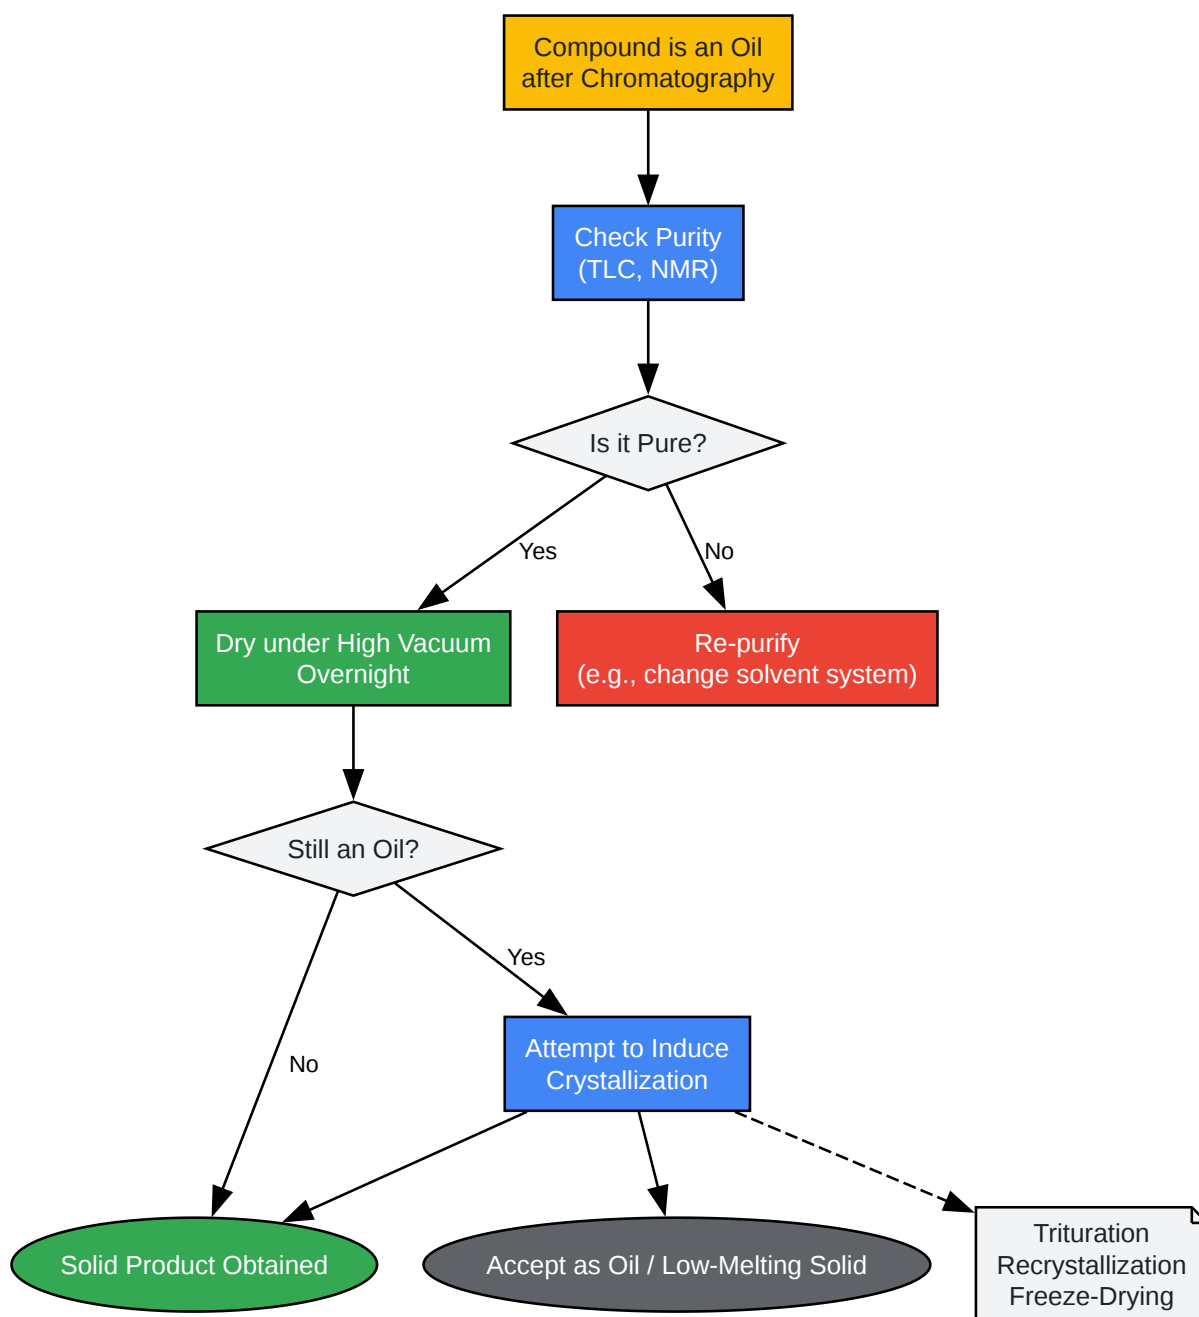 Compound is an Oil
after Chromatography
Check Purity
(TLC, NMR)
Is it Pure?
Yes
No
Dry under High Vacuum
Overnight
Re-purify
(e.g., change solvent system)
Still an Oil?
Yes
No
Attempt to Induce
Crystallization
Solid Product Obtained
Accept as Oil / Low-Melting Solid
Trituration
Recrystallization
Freeze-Drying